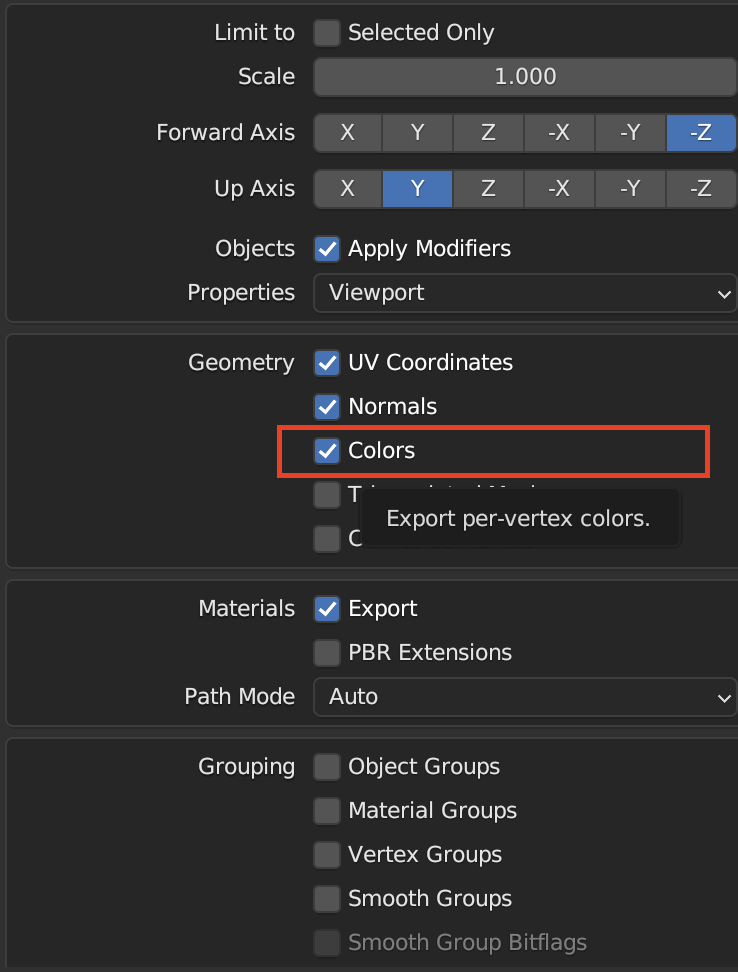 Limit to Selected Only
Scale 1.000
Forward Axis X Y Z -X -Y -Z
Up Axis X Y Z -X -Y -Z
Objects Apply Modifiers
Properties Viewport
Geometry UV Coordinates
Normals
Colors
Export per-vertex colors.
Materials Export
PBR Extensions
Path Mode Auto
Grouping Object Groups
Material Groups
Vertex Groups
Smooth Groups
Smooth Group Bitflags